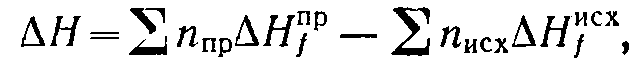 ΔH = ∑ n_пр ΔH_f^пр — ∑ n_исх ΔH_f^исх,